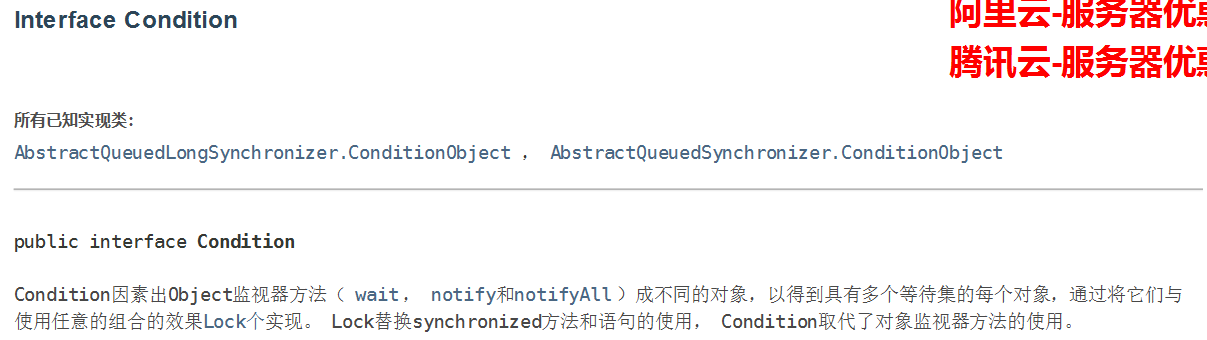 Interface Condition
阿里云-服务器优
腾讯云-服务器优
所有已知实现类：
AbstractQueuedLongSynchronizer.ConditionObject ， AbstractQueuedSynchronizer.ConditionObject
public interface Condition
Condition因素出Object监视器方法（ wait， notify和notifyAll ）成不同的对象，以得到具有多个等待集的每个对象，通过将它们与
使用任意的组合的效果Lock个实现。 Lock替换synchronized方法和语句的使用， Condition取代了对象监视器方法的使用。